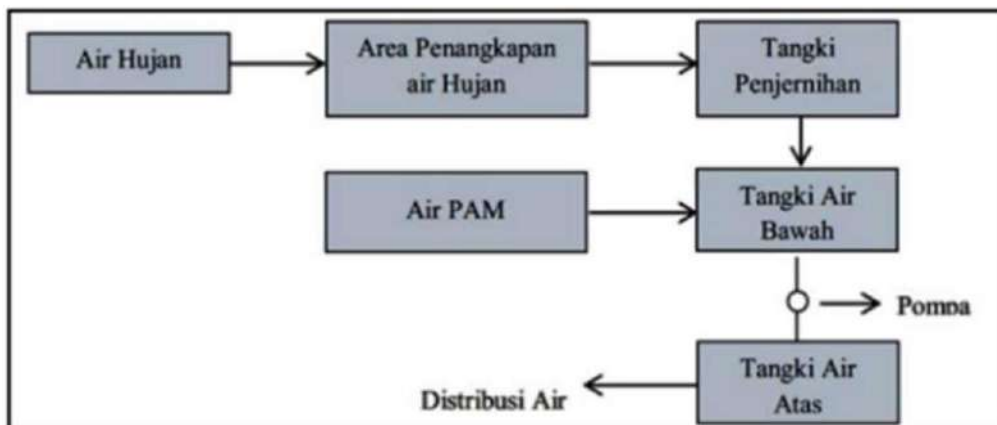 Air Hujan
Area Penangkapan
air Hujan
Tangki
Penjernihan
Air PAM
Tangki Air
Bawah
Pompa
Tangki Air
Atas
Distribusi Air